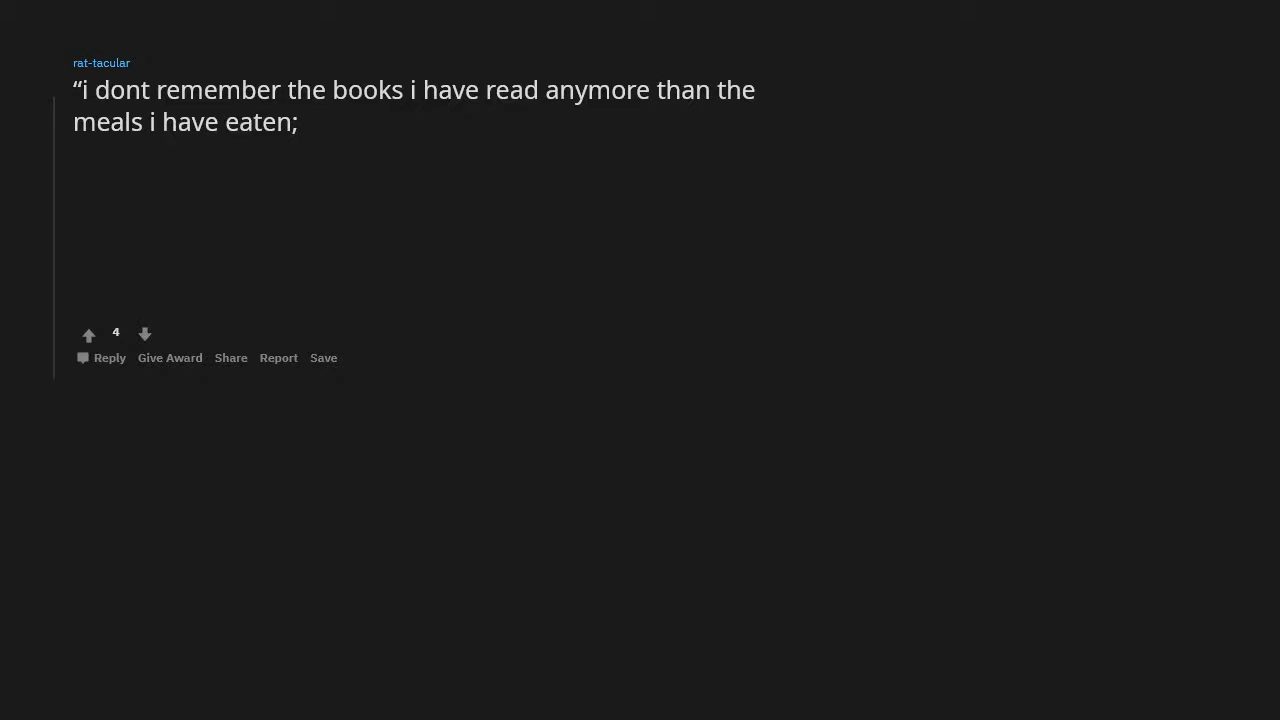 rat-tacular
“i dont remember the books i have read anymore than the
meals i have eaten;
4
Reply Give Award Share Report Save